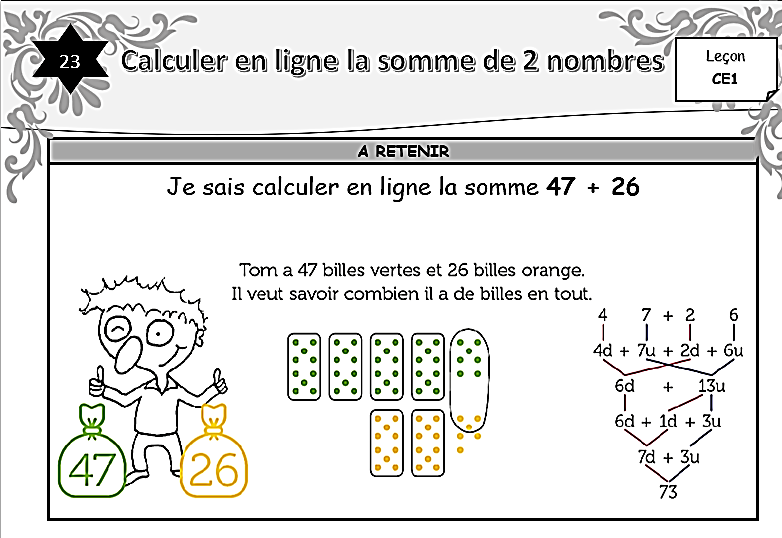 23
Calculer en ligne la somme de 2 nombres
Leçon
CE1
A RETENIR
Je sais calculer en ligne la somme 47 + 26
Tom a 47 billes vertes et 26 billes orange.
Il veut savoir combien il a de billes en tout.
47
26
4 7 + 2 6
4d + 7u + 2d + 6u
6d + 13u
6d + 1d + 3u
7d + 3u
73